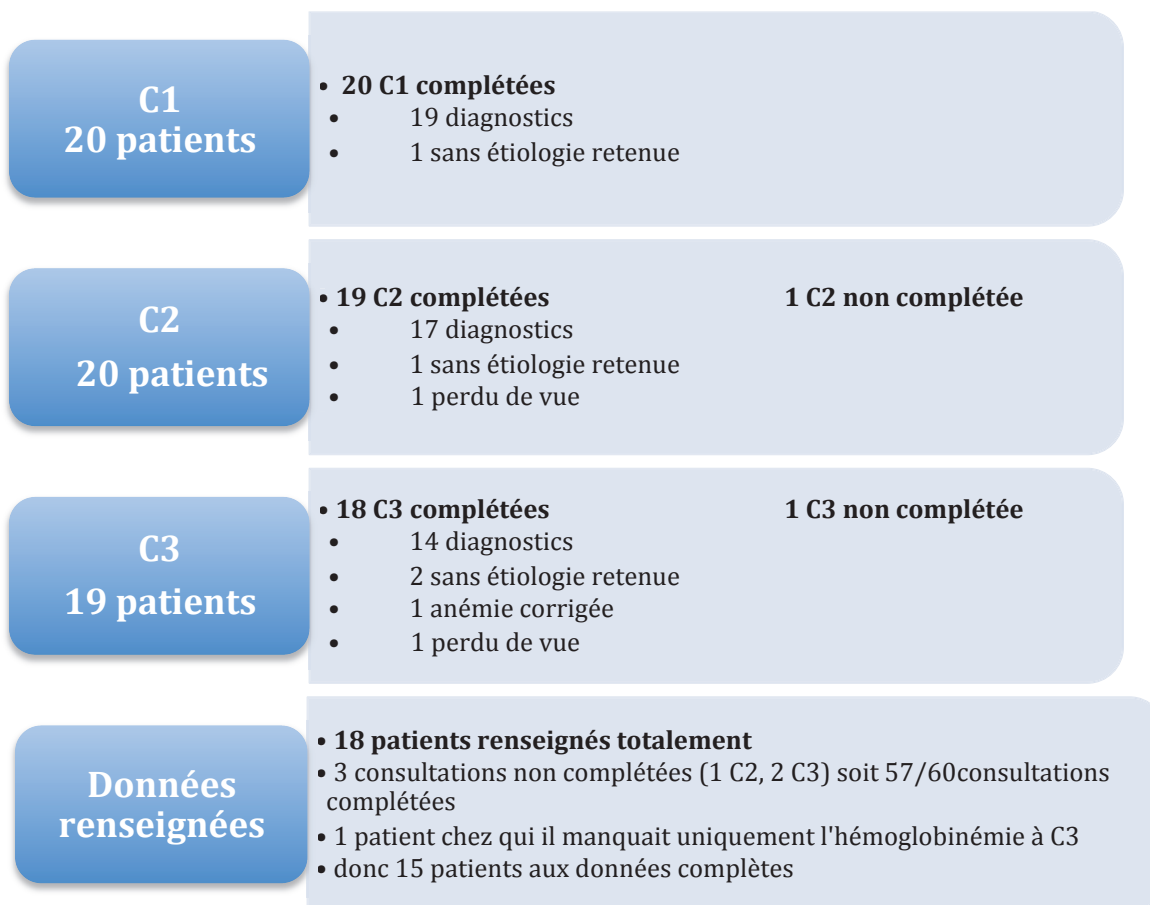 C1
20 patients
• 20 C1 complétées
• 19 diagnostics
• 1 sans étiologie retenue
C2
20 patients
• 19 C2 complétées 1 C2 non complétée
• 17 diagnostics
• 1 sans étiologie retenue
• 1 perdu de vue
C3
19 patients
• 18 C3 complétées 1 C3 non complétée
• 14 diagnostics
• 2 sans étiologie retenue
• 1 anémie corrigée
• 1 perdu de vue
Données
renseignées
• 18 patients renseignés totalement
• 3 consultations non complétées (1 C2, 2 C3) soit 57/60consultations
complétées
• 1 patient chez qui il manquait uniquement l'hémoglobinémie à C3
• donc 15 patients aux données complètes